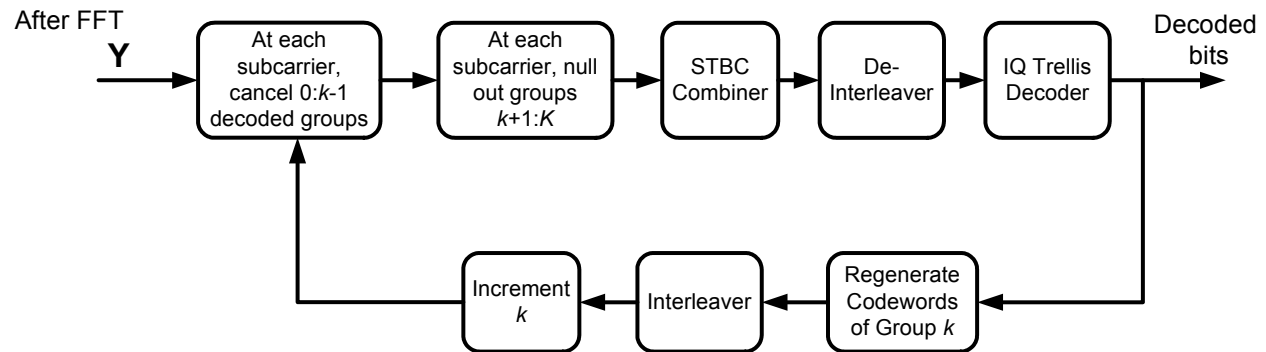 After FFT
Y
At each
subcarrier,
cancel 0:k-1
decoded groups
At each
subcarrier, null
out groups
k+1:K
STBC
Combiner
De-
Interleaver
IQ Trellis
Decoder
Decoded
bits
Increment
k
Interleaver
Regenerate
Codewords
of Group k